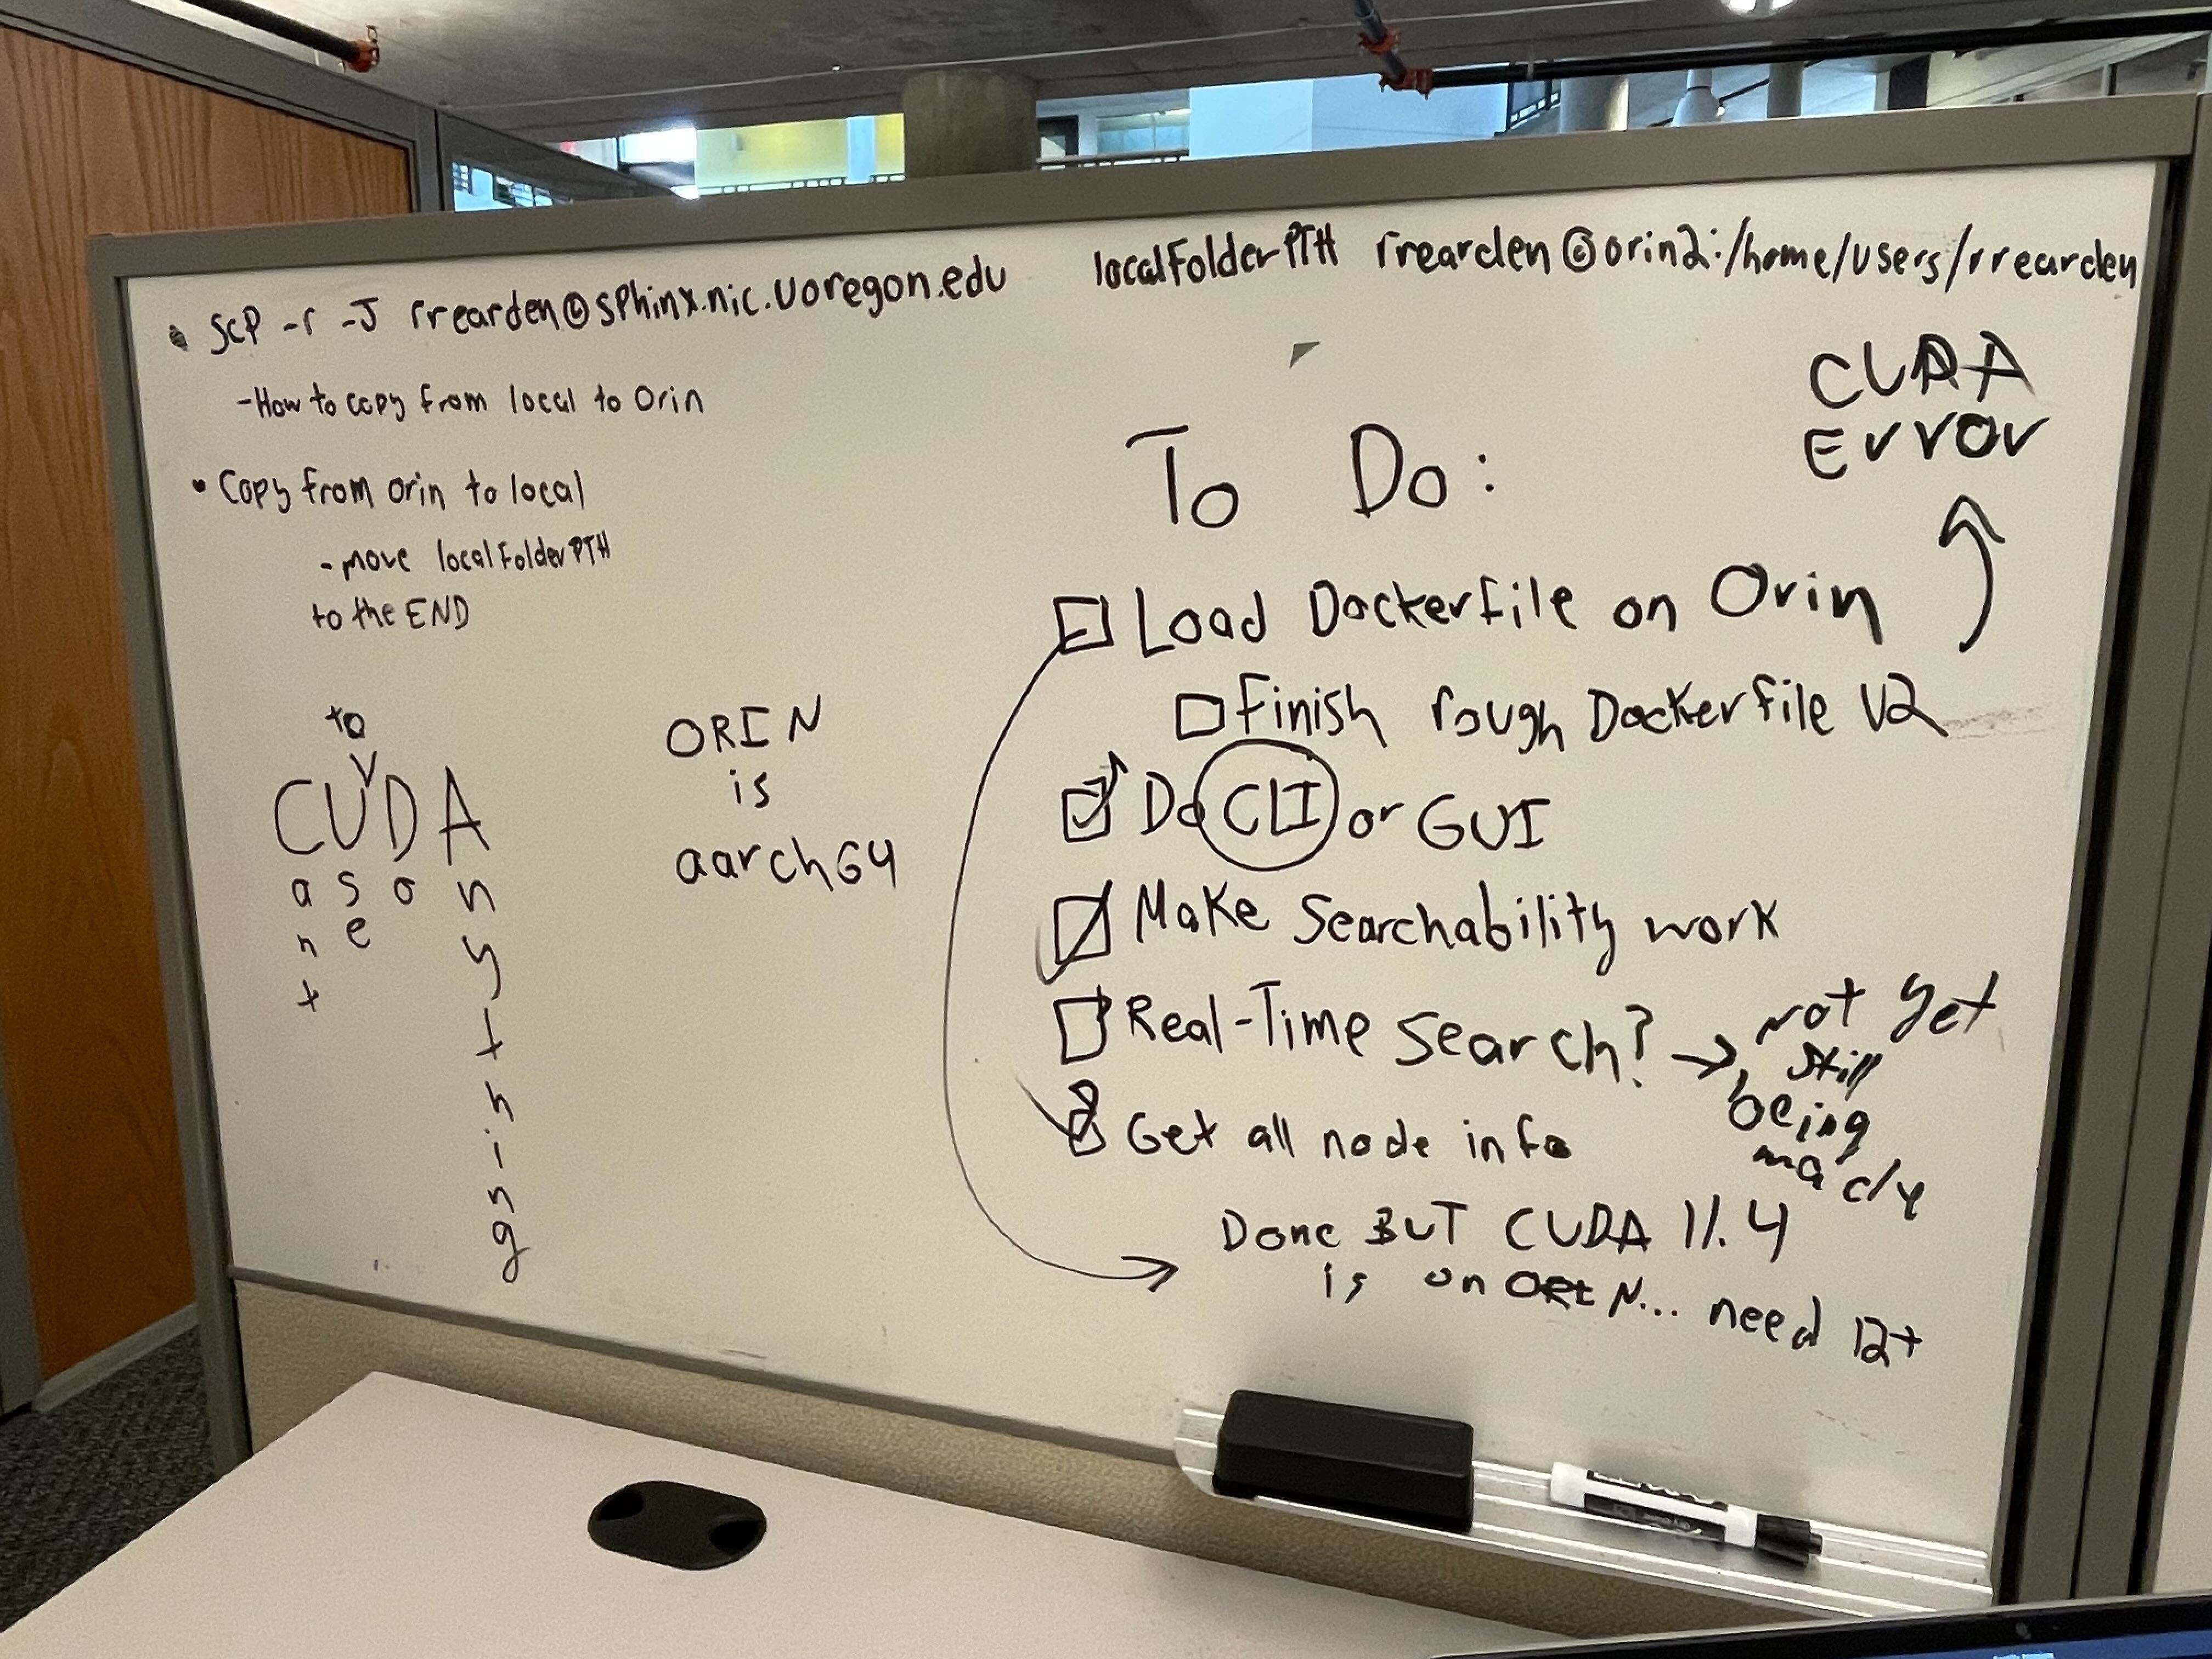 • scp -r -J rrearden@sphinx.nic.uoregon.edu localFolderPTH rrearden@orin2:/home/users/rrearden
- How to copy from local to Orin
• Copy from orin to local
- move localFolderPTH
to the END
to
CUDA
ant
se
o
nything
ORIN
is
aarch64
CUDA
Error
To Do:
Load Dockerfile on Orin
Finish rough Dockerfile V2
Do CLI or GUI
Make Searchability work
Real-Time Search? → not yet
still
being
made
Get all node info
Done BUT CUDA 11.4
is on ORIN... need 12+